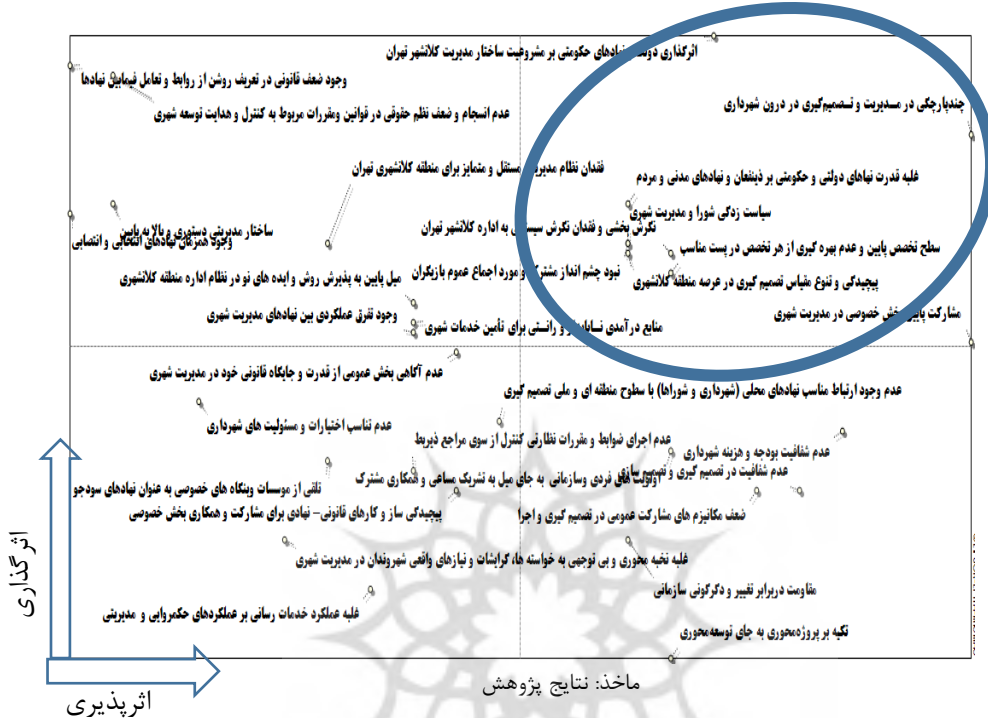 اثرگذاری دولت و نهادهای حکومتی بر مشروعیت ساختار مدیریت کلانشهر تهران
وجود ضعف قانونی در تعریف روشن از روابط و تعامل فیمابین نهادها
چندپارچگی در مـدیریت و تـصمیم‌گیری در درون شهرداری
عدم انسجام و ضعف نظم حقوقی در قوانین ومقررات مربوط به کنترل و هدایت توسعه شهری
فقدان نظام مدیریت مستقل و متمایز برای منطقه کلانشهری تهران
غلبه قدرت نهاهای دولتی و حکومتی بر ذینفعان و نهادهای مدنی و مردم
سیاست زدگی شورا و مدیریت شهری
نگرش بخشی و فقدان نگرش سیستمی به اداره کلانشهر تهران
ساختار مدیریتی دستوری و بالا به پایین
وجود همزمان نهادهای انتخابی و انتصابی
سطح تخصص پایین و عدم بهره گیری از هر تخصص در پست مناسب
نبود چشم انداز مشترک و مورد اجماع عموم بازیگران
میل پایین به پذیرش روش و ایده های نو در نظام اداره منطقه کلانشهری
پیچیدگی و تنوع مقیاس تصمیم گیری در عرصه منطقه کلانشهری
مشارکت پایین بخش خصوصی در مدیریت شهری
وجود تفرق عملکردی بین نهادهای مدیریت شهری
منابع درآمدی نـاپایدار و رانـتی برای تأمین خدمات شهری
عدم آگاهی بخش عمومی از قدرت و جایگاه قانونی خود در مدیریت شهری
عدم وجود ارتباط مناسب نهادهای محلی (شهرداری و شوراها) با سطوح منطقه ای و ملی تصمیم گیری
عدم تناسب اختیارات و مسئولیت های شهرداری
عدم اجرای ضوابط و مقررات نظارتی کنترل از سوی مراجع ذیربط
عدم شفافیت بودجه و هزینه شهرداری
عدم شفافیت در تصمیم گیری و تصمیم سازی
اولویت های فردی وسازمانی به جای میل به تشریک مساعی و همکاری مشترک
تلقی از موسسات وبنگاه های خصوصی به عنوان نهادهای سودجو
پیچیدگی ساز و کارهای قانونی– نهادی برای مشارکت و همکاری بخش خصوصی
ضعف مکانیزم های مشارکت عمومی در تصمیم گیری و اجرا
غلبه نخبه محوری و بی توجهی به خواسته ها، گرایشات و نیازهای واقعی شهروندان در مدیریت شهری
مقاومت دربرابر تغییر و دگرگونی سازمانی
غلبه عملکرد خدمات رسانی بر عملکردهای حکمروایی و مدیریتی
تکیه بر پروژه‌محوری به جای توسعه‌محوری
اثرگذاری
اثرپذیری
ماخذ: نتایج پژوهش